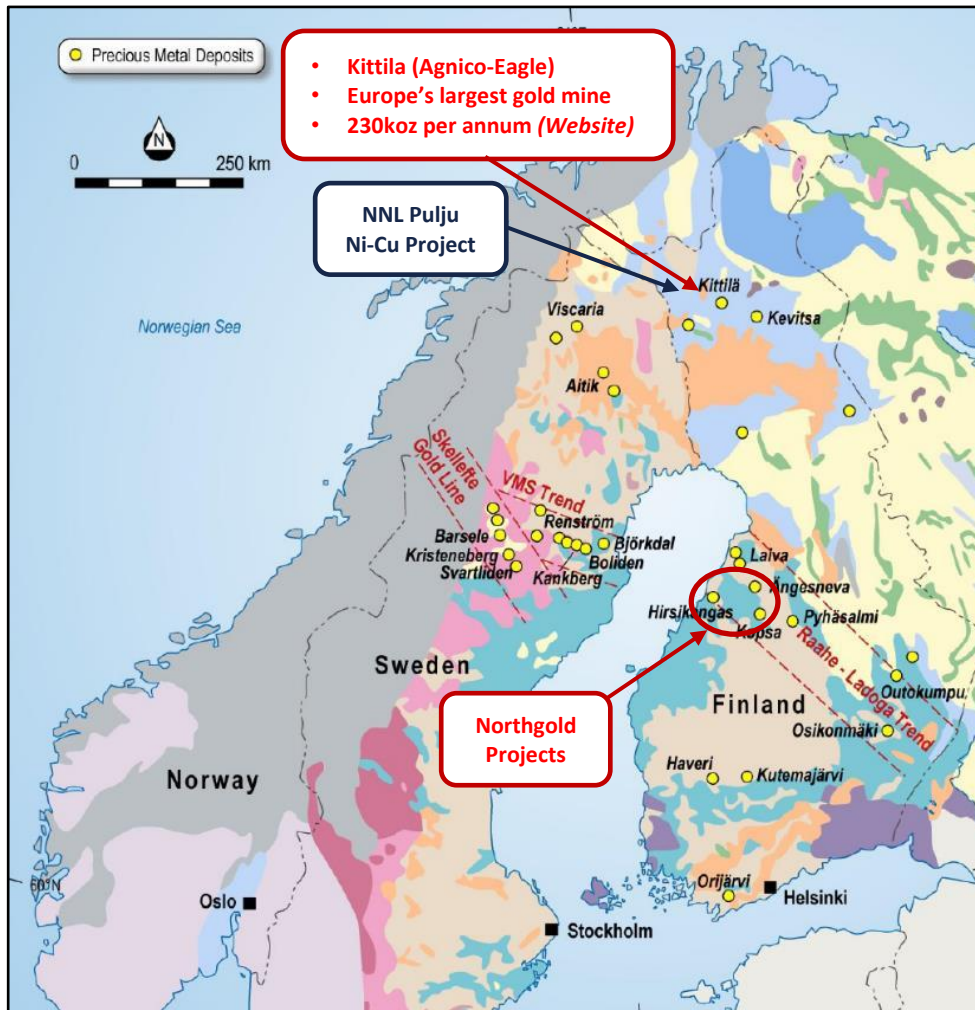 Precious Metal Deposits
N
0 250 km
• Kittila (Agnico-Eagle)
• Europe's largest gold mine
• 230koz per annum (Website)
NNL Pulju
Ni-Cu Project
Norwegian Sea
Kittilä
Kevitsa
Viscaria
Aitik
Skellefte
Gold Line
VMS Trend
Renström
Barsele
Björkdal
Kristeneberg
Boliden
Svartliden
Kankberg
Laiva
Ängesneva
Hirsikangas
Kopsa
Pyhäsalmi
Raahe - Ladoga Trend
Sweden
Northgold
Projects
Finland
Outokumpu
Osikonmäki
Haveri
Kutemajärvi
Norway
60°N
Orijärvi
Helsinki
Oslo
Stockholm